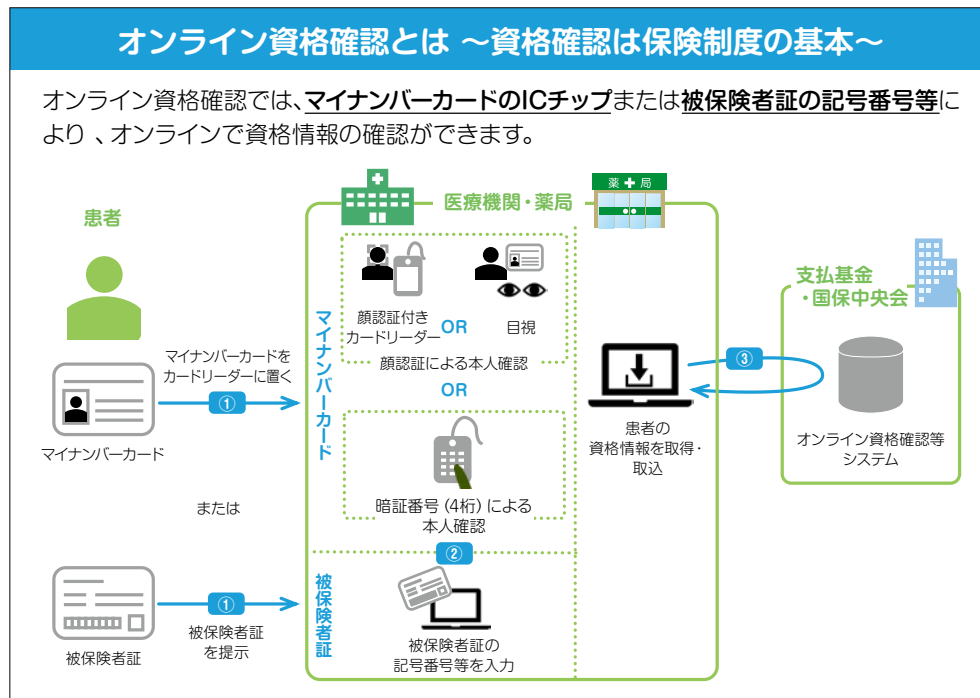 オンライン資格確認とは ～資格確認は保険制度の基本～
オンライン資格確認では、マイナンバーカードのICチップまたは被保険者証の記号番号等に
より 、オンラインで資格情報の確認ができます。
患者
マイナンバーカードを
カードリーダーに置く
①
マイナンバーカード
または
①
被保険者証
を提示
被保険者証
医療機関・薬局
薬 局
マイナンバーカード
顔認証付き
カードリーダー
OR
目視
顔認証による本人確認
OR
暗証番号（4桁）による
本人確認
②
被保険者証
被保険者証の
記号番号等を入力
患者の
資格情報を取得・
取込
③
支払基金
・国保中央会
オンライン資格確認等
システム